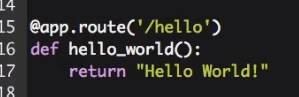 14
15 @app.route('/hello')
16 def hello_world():
17     return "Hello World!"
18